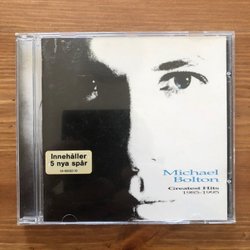 Michael
Bolton
Greatest Hits
1985-1995
Innehåller
5 nya spår